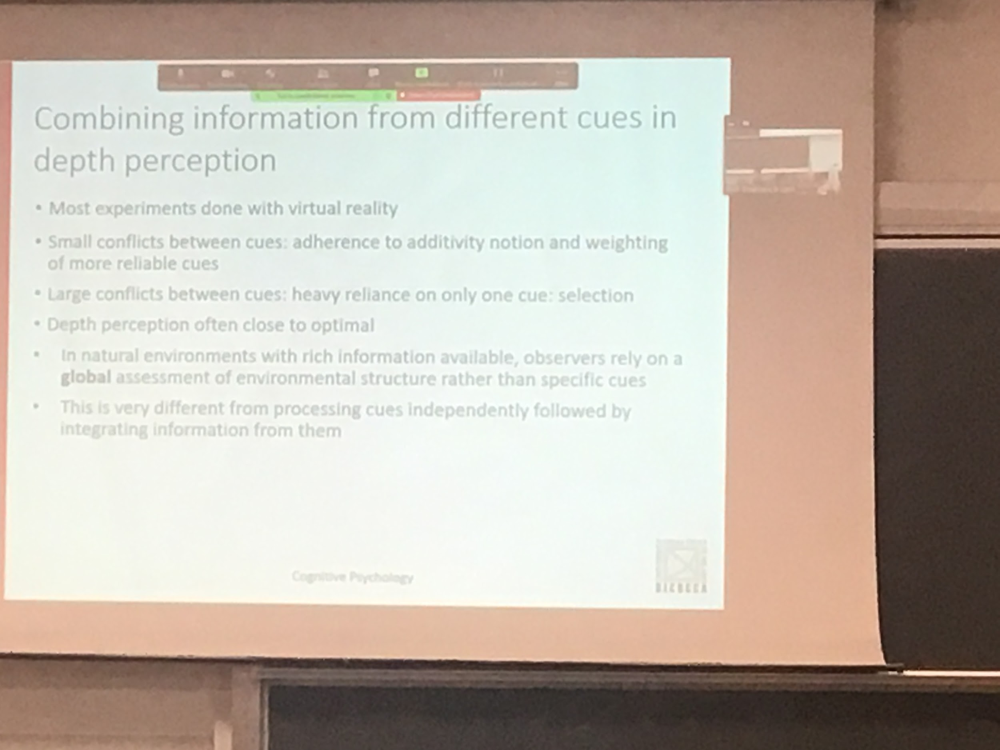 Combining information from different cues in
depth perception
• Most experiments done with virtual reality
• Small conflicts between cues: adherence to additivity notion and weighting
of more reliable cues
• Large conflicts between cues: heavy reliance on only one cue: selection
• Depth perception often close to optimal
• In natural environments with rich information available, observers rely on a
global assessment of environmental structure rather than specific cues
• This is very different from processing cues independently followed by
integrating information from them
Cognitive Psychology
BICOCCA